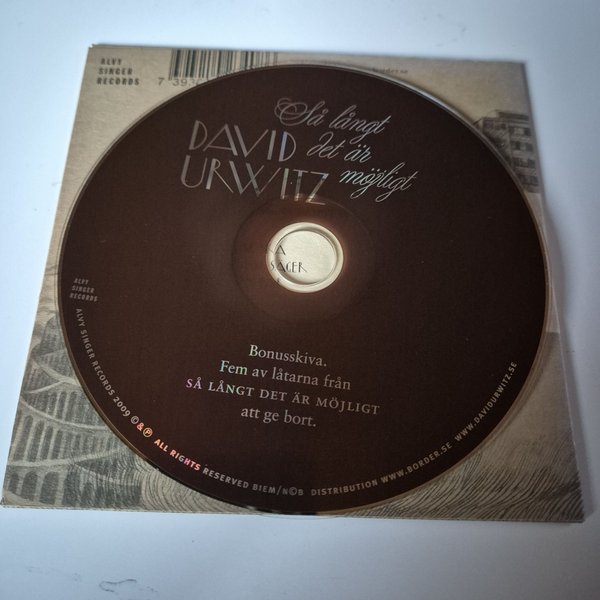 ALVY
SINGER
RECORDS
Så långt
det är
möjligt
DAVID
URWITZ
SÄGER
ALVY
SINGER
RECORDS
Bonusskiva.
Fem av låtarna från
SÅ LÅNGT DET ÄR MÖJLIGT
att ge bort.
ALVY SINGER RECORDS 2009 © & ℗ ALL RIGHTS RESERVED BIEM/N©B DISTRIBUTION WWW.BORDER.SE WWW.DAVIDURWITZ.SE